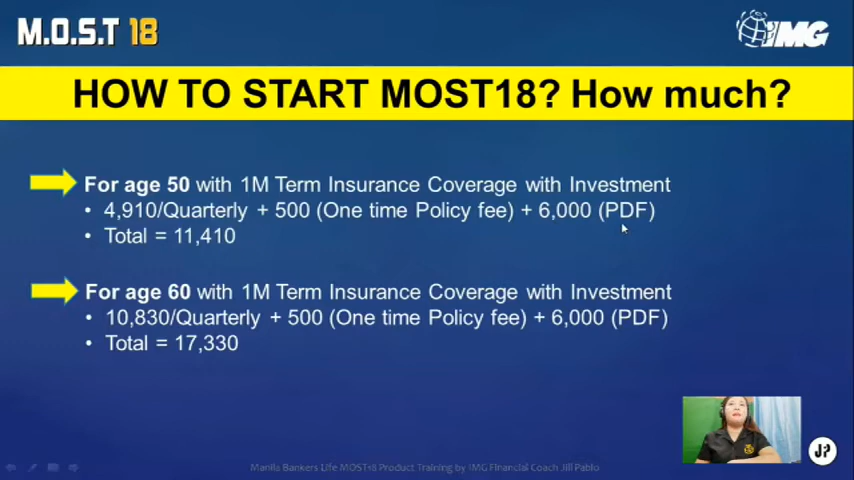 M.O.S.T 18
iMG
HOW TO START MOST18? How much?
For age 50 with 1M Term Insurance Coverage with Investment
• 4,910/Quarterly + 500 (One time Policy fee) + 6,000 (PDF)
• Total = 11,410
For age 60 with 1M Term Insurance Coverage with Investment
• 10,830/Quarterly + 500 (One time Policy fee) + 6,000 (PDF)
• Total = 17,330
JP
Manila Bankers Life MOST18 Product Training by IMG Financial Coach Jill Pablo